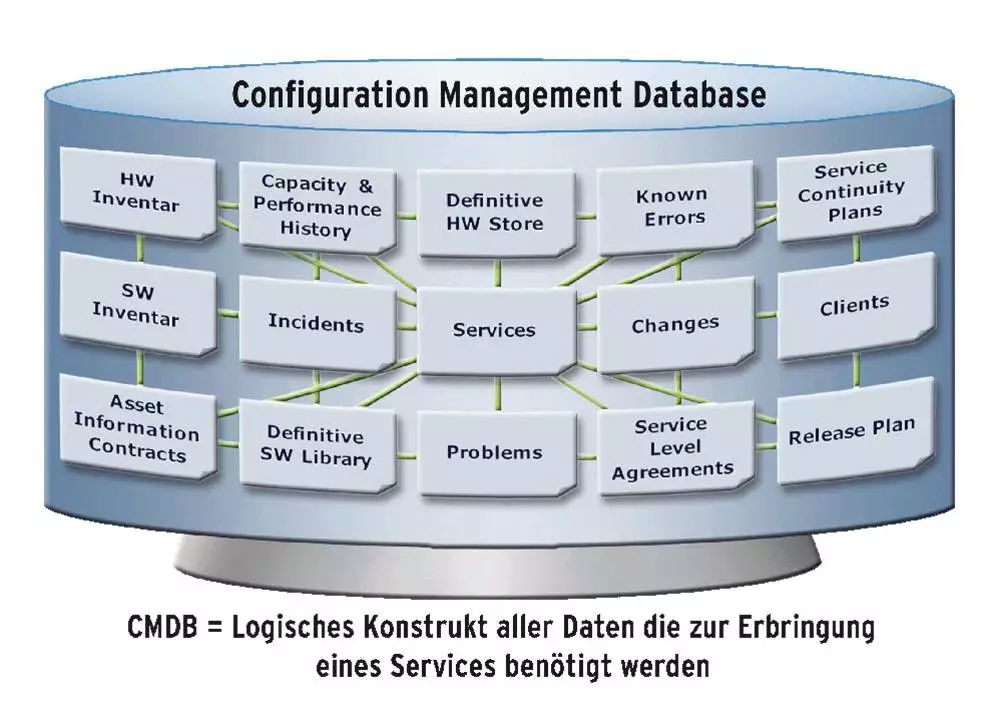 Configuration Management Database
HW
Inventar
Capacity &
Performance
History
Definitive
HW Store
Known
Errors
Service
Continuity
Plans
SW
Inventar
Incidents
Services
Changes
Clients
Asset
Information
Contracts
Definitive
SW Library
Problems
Service
Level
Agreements
Release Plan
CMDB = Logisches Konstrukt aller Daten die zur Erbringung
eines Services benötigt werden